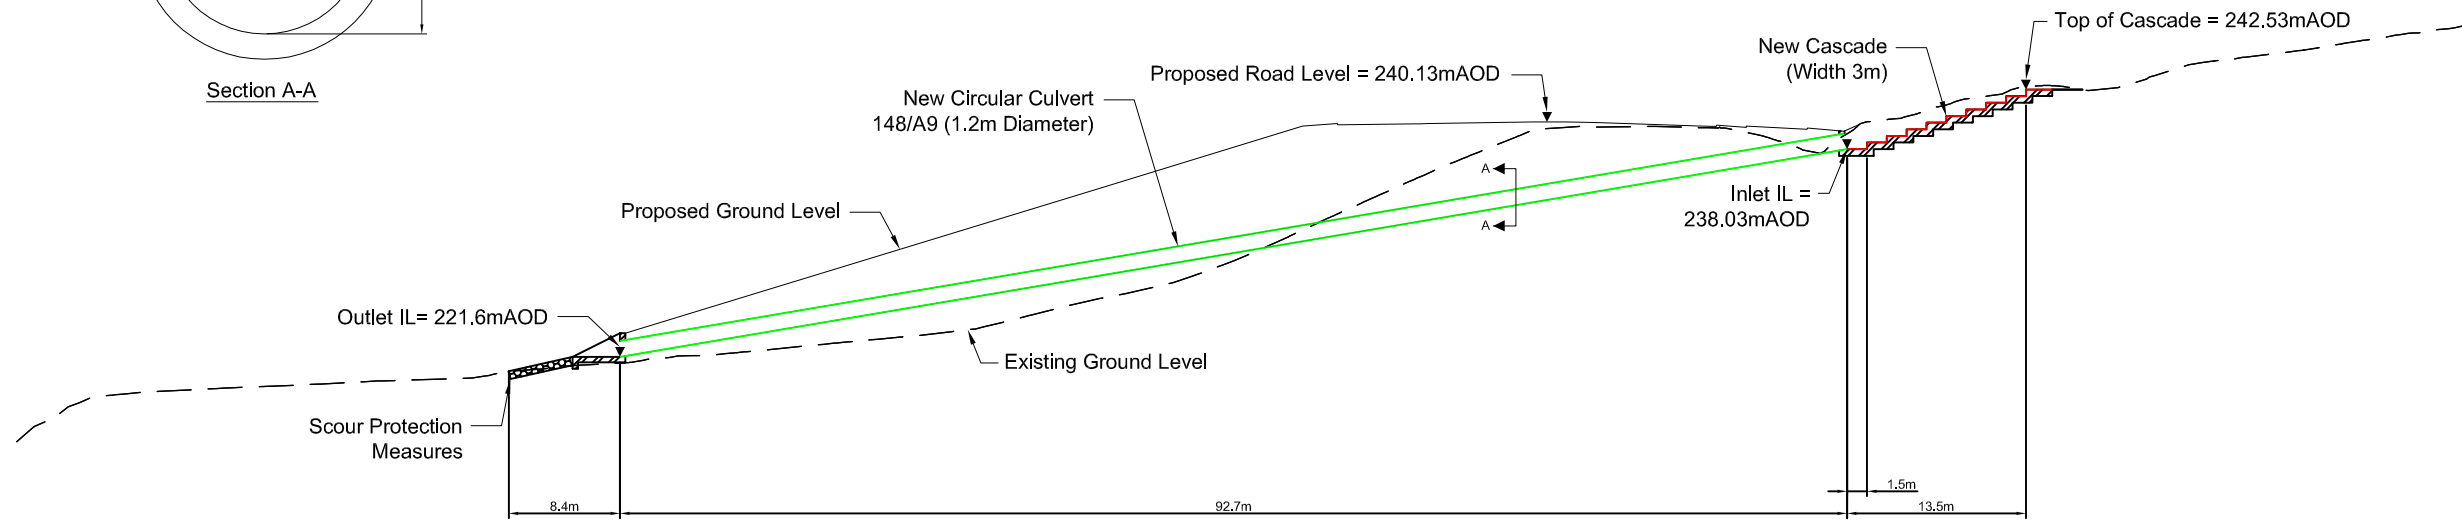 Top of Cascade = 242.53mAOD
New Cascade
(Width 3m)
Proposed Road Level = 240.13mAOD
Section A-A
New Circular Culvert
148/A9 (1.2m Diameter)
A
Inlet IL =
238.03mAOD
Proposed Ground Level
A
Outlet IL= 221.6mAOD
Existing Ground Level
Scour Protection
Measures
1.5m
8.4m
92.7m
13.5m